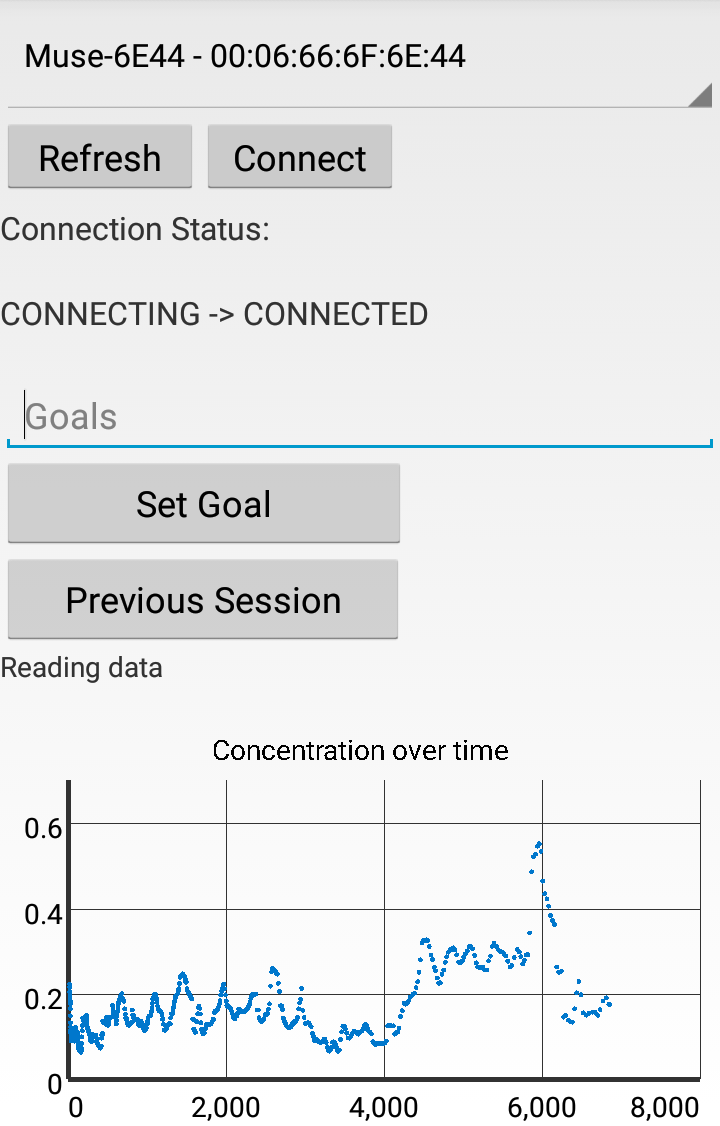 Muse-6E44 - 00:06:66:6F:6E:44
Refresh Connect
Connection Status:
CONNECTING -> CONNECTED
Goals
Set Goal
Previous Session
Reading data
Concentration over time
0.6
0.4
0.2
0
0 2,000 4,000 6,000 8,000